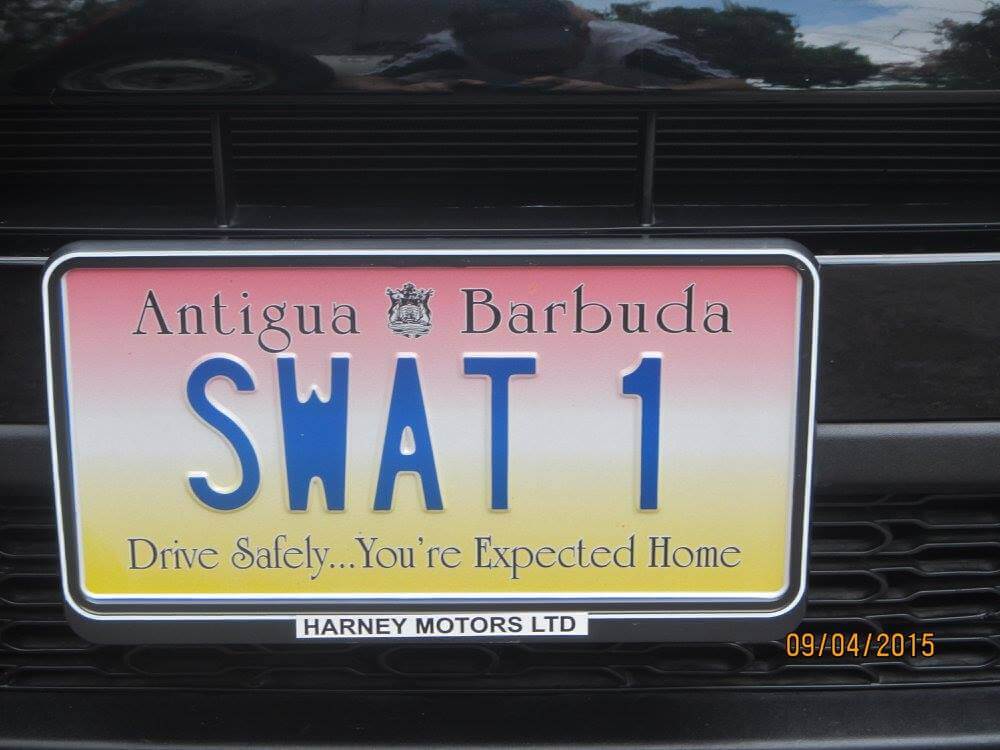 Antigua Barbuda
SWAT 1
Drive Safely...You're Expected Home
HARNEY MOTORS LTD
09/04/2015